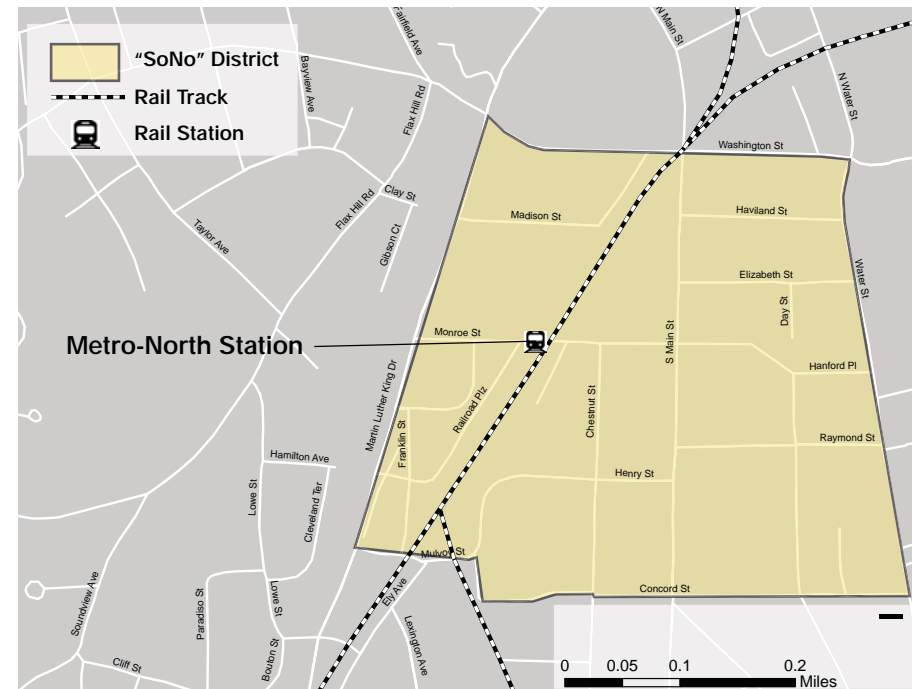 "SoNo" District
Rail Track
Rail Station
Fairfield Ave
N Main St
N Water St
Bayview Ave
Flax Hill Rd
Washington St
Clay St
Flax Hill Rd
Madison St
Haviland St
Taylor Ave
Gibson Ct
Elizabeth St
Water St
Day St
Monroe St
S Main St
Metro-North Station
Hanford Pl
Martin Luther King Dr
Railroad Plz
Chestnut St
Franklin St
Raymond St
Hamilton Ave
Henry St
Lowe St
Cleveland Ter
Mulvoy St
Concord St
Soundview Ave
Paradiso St
Lowe St
Ely Ave
Lexington Ave
Bouton St
Cliff St
0 0.05 0.1 0.2
Miles